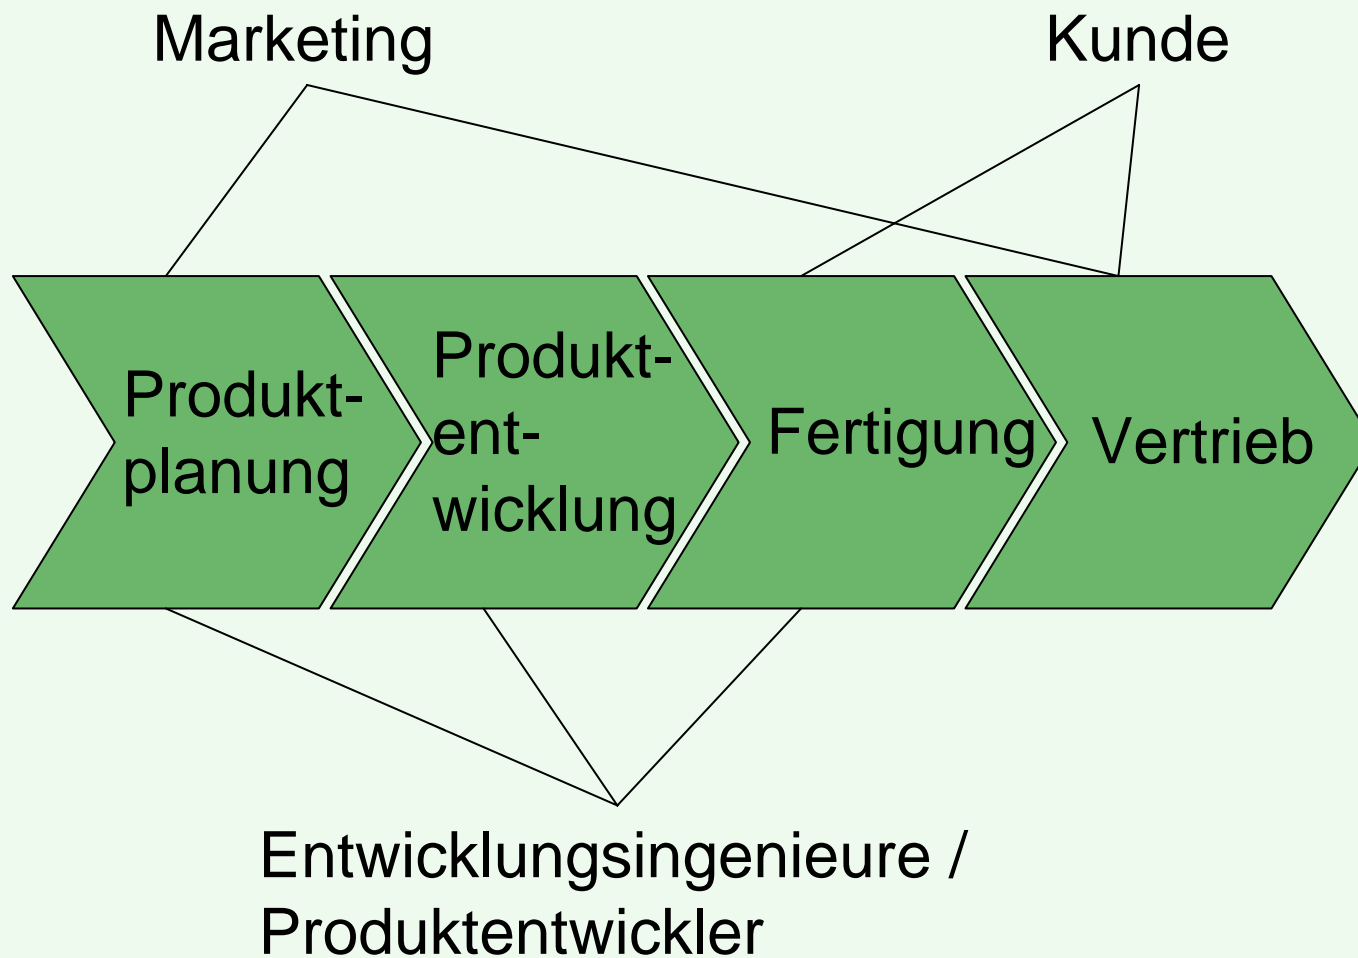 Marketing
Kunde
Produkt-
planung
Produkt-
ent-
wicklung
Fertigung
Vertrieb
Entwicklungsingenieure /
Produktentwickler